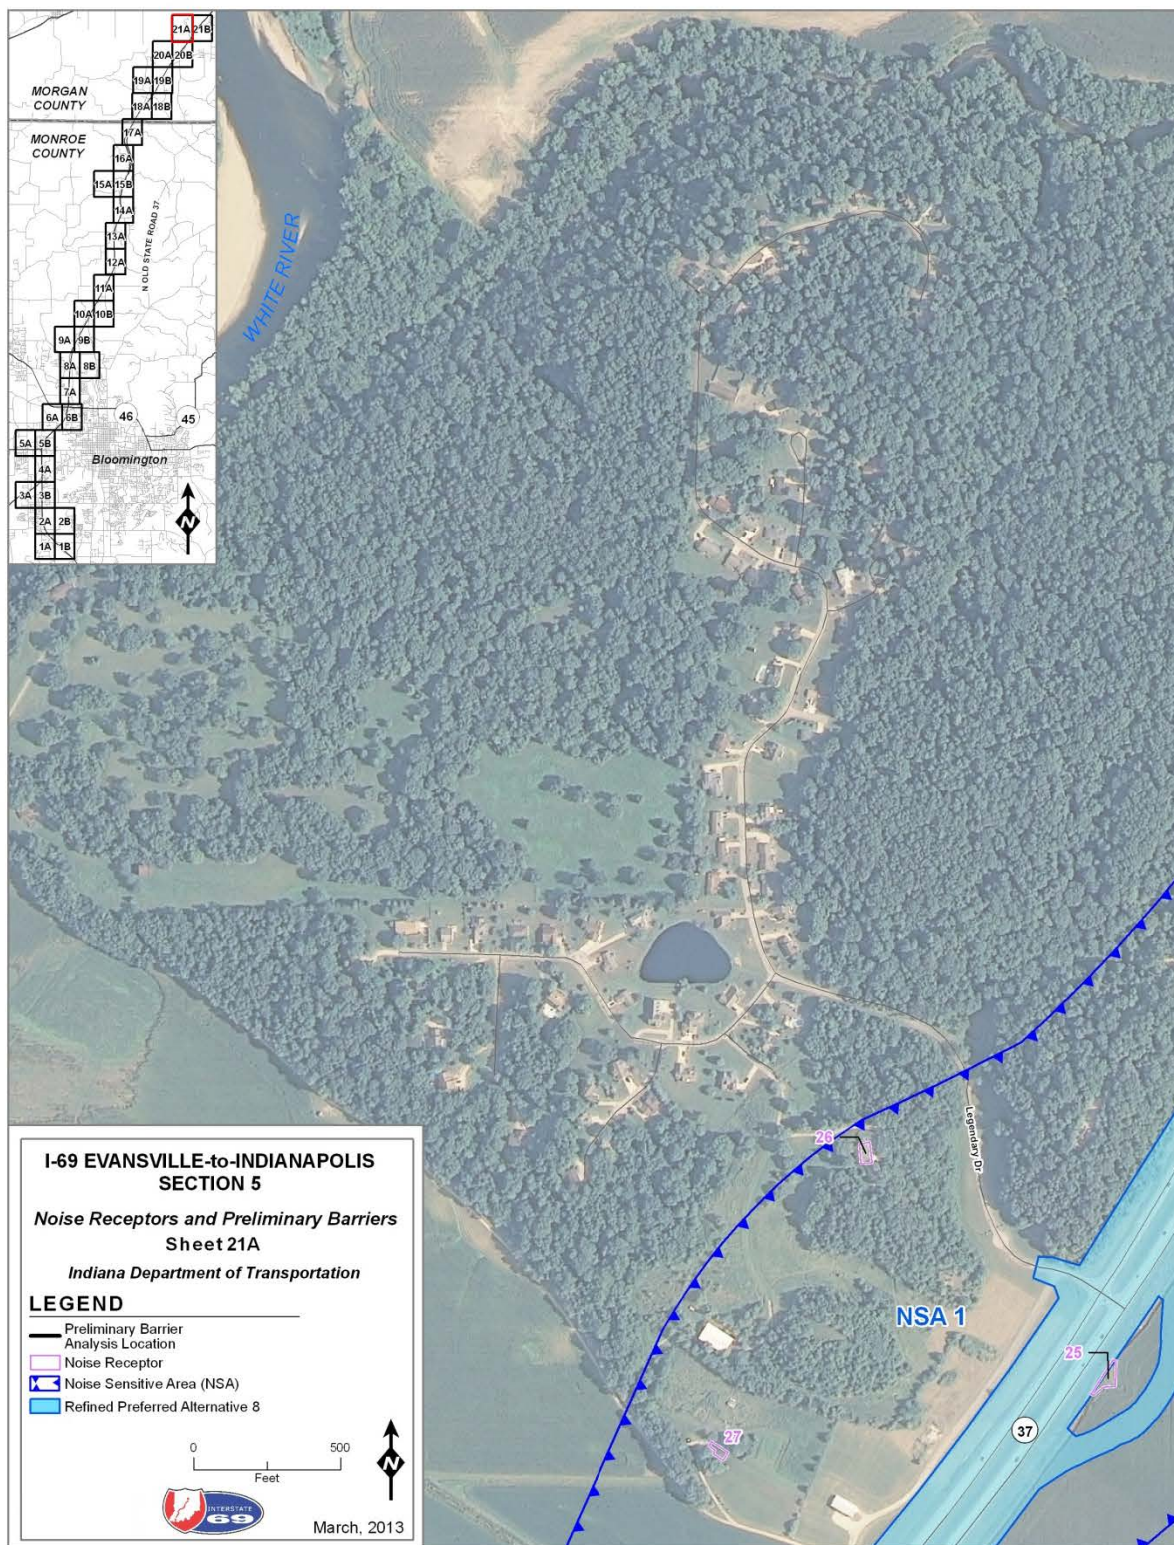 21A 21B
20A 20B
19A 19B
MORGAN
COUNTY
18A 18B
17A
MONROE
COUNTY
16A
15A 15B
14A
13A
N OLD STATE ROAD 37
12A
11A
10A 10B
9A 9B
8A 8B
7A
6A 6B
46
45
5A 5B
Bloomington
4A
3A 3B
2A 2B
N
1A 1B
WHITE RIVER
26
Legendary Dr
NSA 1
25
37
27
I-69 EVANSVILLE-to-INDIANAPOLIS
SECTION 5
Noise Receptors and Preliminary Barriers
Sheet 21A
Indiana Department of Transportation
LEGEND
Preliminary Barrier
Analysis Location
Noise Receptor
Noise Sensitive Area (NSA)
Refined Preferred Alternative 8
0 500
Feet
N
INTERSTATE
69
March, 2013